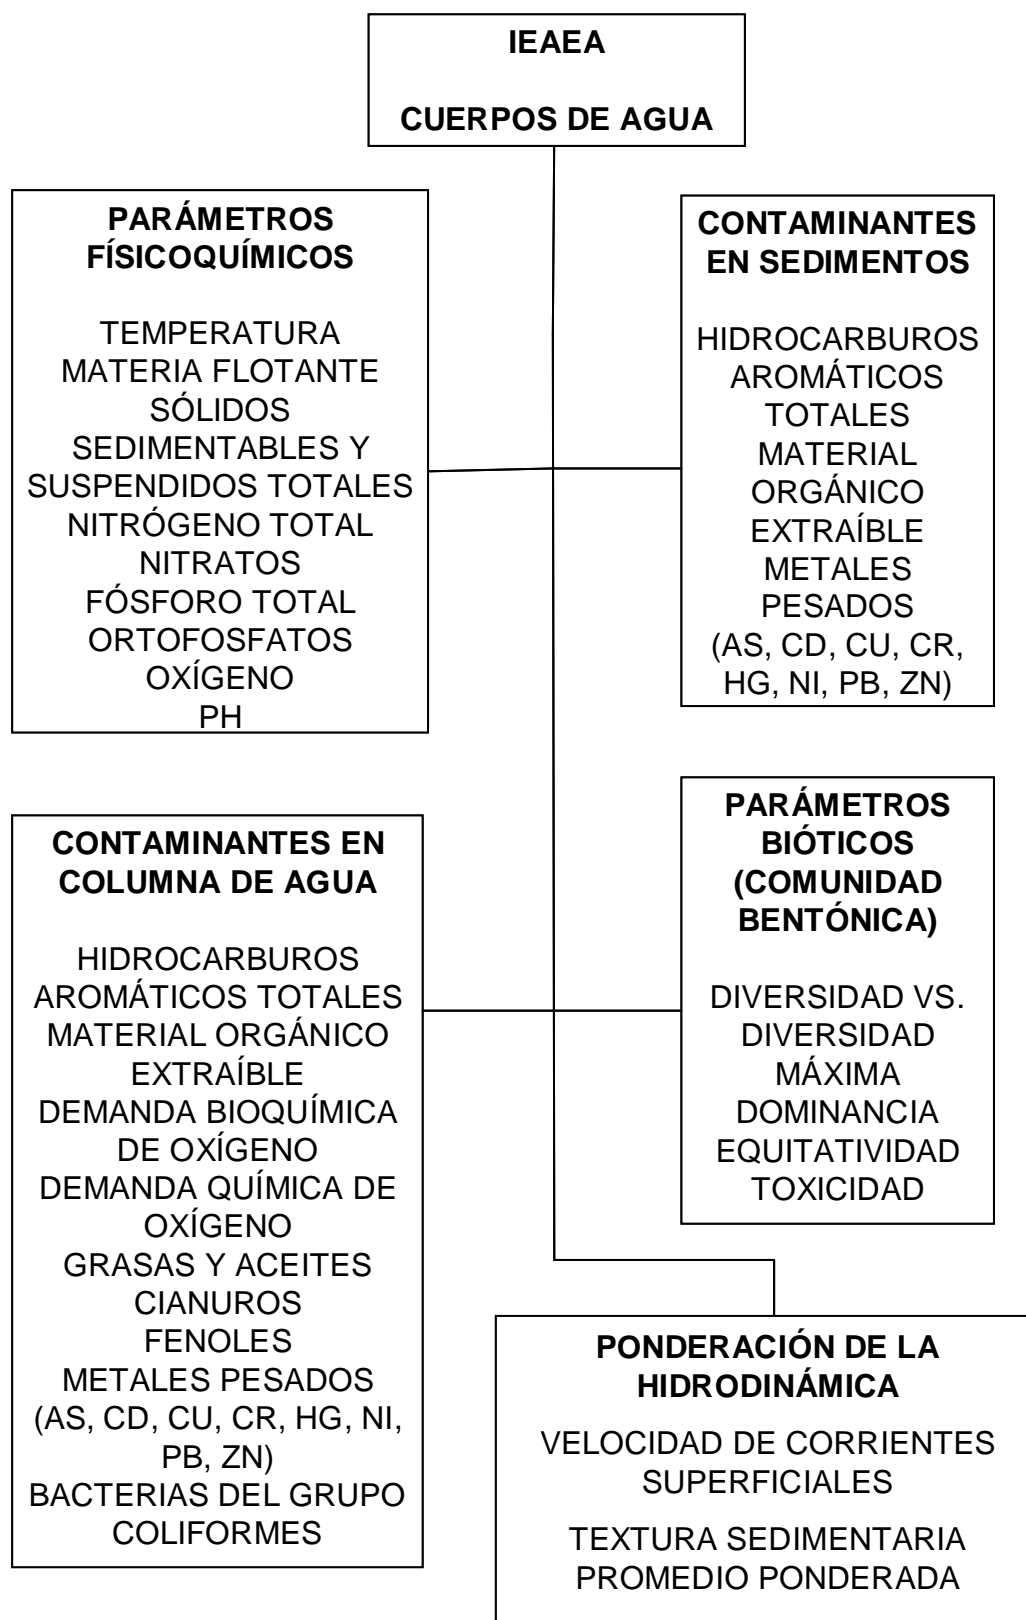 IEAEA
CUERPOS DE AGUA
PARÁMETROS
FÍSICOQUÍMICOS
TEMPERATURA
MATERIA FLOTANTE
SÓLIDOS
SEDIMENTABLES Y
SUSPENDIDOS TOTALES
NITRÓGENO TOTAL
NITRATOS
FÓSFORO TOTAL
ORTOFOSFATOS
OXÍGENO
PH
CONTAMINANTES
EN SEDIMENTOS
HIDROCARBUROS
AROMÁTICOS
TOTALES
MATERIAL
ORGÁNICO
EXTRAÍBLE
METALES
PESADOS
(AS, CD, CU, CR,
HG, NI, PB, ZN)
CONTAMINANTES EN
COLUMNA DE AGUA
HIDROCARBUROS
AROMÁTICOS TOTALES
MATERIAL ORGÁNICO
EXTRAÍBLE
DEMANDA BIOQUÍMICA
DE OXÍGENO
DEMANDA QUÍMICA DE
OXÍGENO
GRASAS Y ACEITES
CIANUROS
FENOLES
METALES PESADOS
(AS, CD, CU, CR, HG, NI,
PB, ZN)
BACTERIAS DEL GRUPO
COLIFORMES
PARÁMETROS
BIÓTICOS
(COMUNIDAD
BENTÓNICA)
DIVERSIDAD VS.
DIVERSIDAD
MÁXIMA
DOMINANCIA
EQUITATIVIDAD
TOXICIDAD
PONDERACIÓN DE LA
HIDRODINÁMICA
VELOCIDAD DE CORRIENTES
SUPERFICIALES
TEXTURA SEDIMENTARIA
PROMEDIO PONDERADA